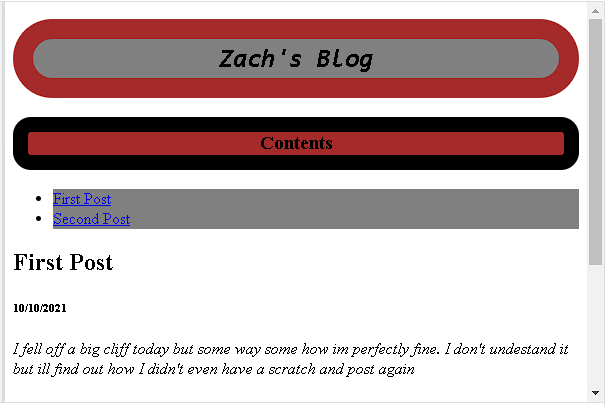 Zach's Blog
Contents
First Post
Second Post
First Post
10/10/2021
I fell off a big cliff today but some way some how im perfectly fine. I don't undestand it
but ill find out how I didn't even have a scratch and post again